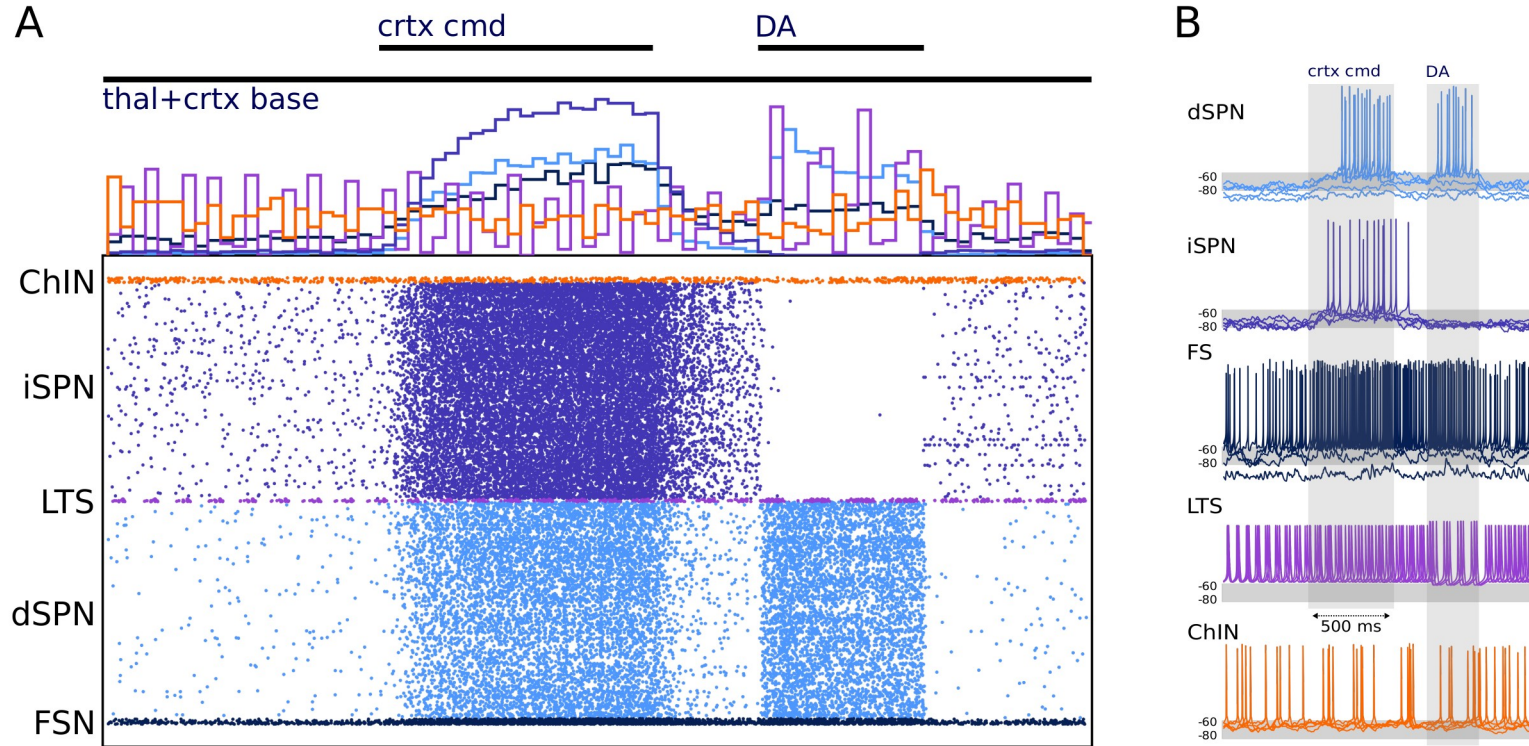 A
crtx cmd
DA
thal+crtx base
ChIN
iSPN
LTS
dSPN
FSN
B
crtx cmd
DA
dSPN
-60
-80
iSPN
-60
-80
FS
-60
-80
LTS
-60
-80
500 ms
ChIN
-60
-80